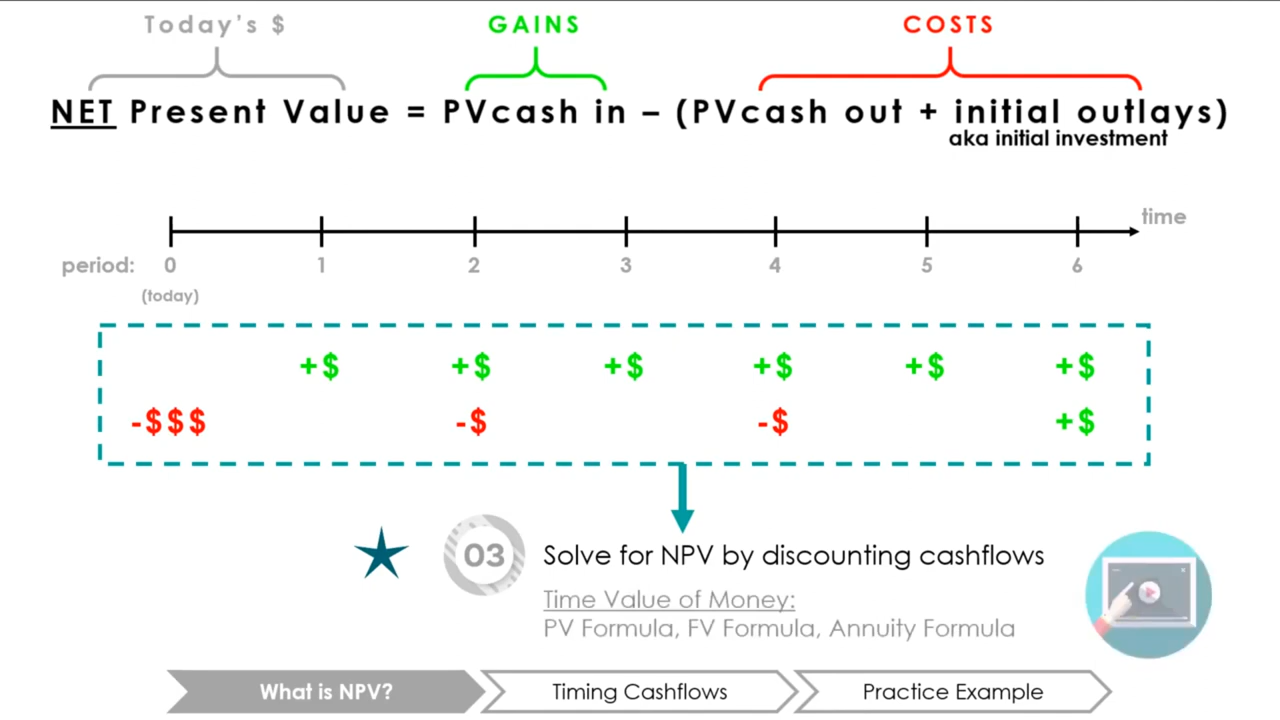 Today's $ GAINS COSTS
NET Present Value = PVcash in – (PVcash out + initial outlays)
aka initial investment
time
period: 0 1 2 3 4 5 6
(today)
+$ +$ +$ +$ +$ +$
-$$$ -$ -$ +$
03 Solve for NPV by discounting cashflows
Time Value of Money:
PV Formula, FV Formula, Annuity Formula
What is NPV? Timing Cashflows Practice Example